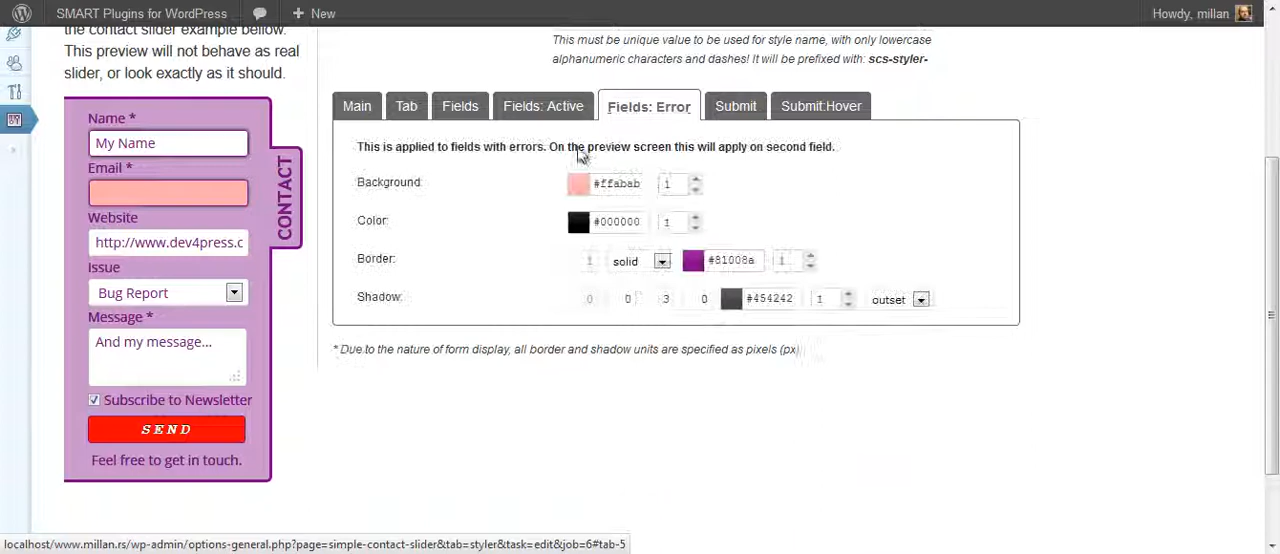 SMART Plugins for WordPress
New
Howdy, millan
the contact slider example below.
This preview will not behave as real
slider, or look exactly as it should.
Name *
My Name
Email *
Website
http://www.dev4press.c
Issue
Bug Report
Message *
And my message...
Subscribe to Newsletter
SEND
Feel free to get in touch.
CONTACT
This must be unique value to be used for style name, with only lowercase
alphanumeric characters and dashes! It will be prefixed with: scs-styler-
Main Tab Fields Fields: Active Fields: Error Submit Submit:Hover
This is applied to fields with errors. On the preview screen this will apply on second field.
Background: #ffabab 1
Color: #000000 1
Border: 1 solid #81008a 1
Shadow: 0 0 3 0 #454242 1 outset
* Due to the nature of form display, all border and shadow units are specified as pixels (px)
localhost/www.millan.rs/wp-admin/options-general.php?page=simple-contact-slider&tab=styler&task=edit&job=6#tab-5